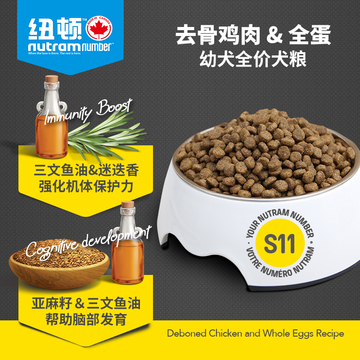 纽顿
nutram number
去骨鸡肉 & 全蛋
幼犬全价犬粮
Immunity Boost
三文鱼油&迷迭香
强化机体保护力
Cognitive development
亚麻籽 & 三文鱼油
帮助脑部发育
YOUR NUTRAM NUMBER
S11
VOTRE NUMÉRO NUTRAM
Deboned Chicken and Whole Eggs Recipe